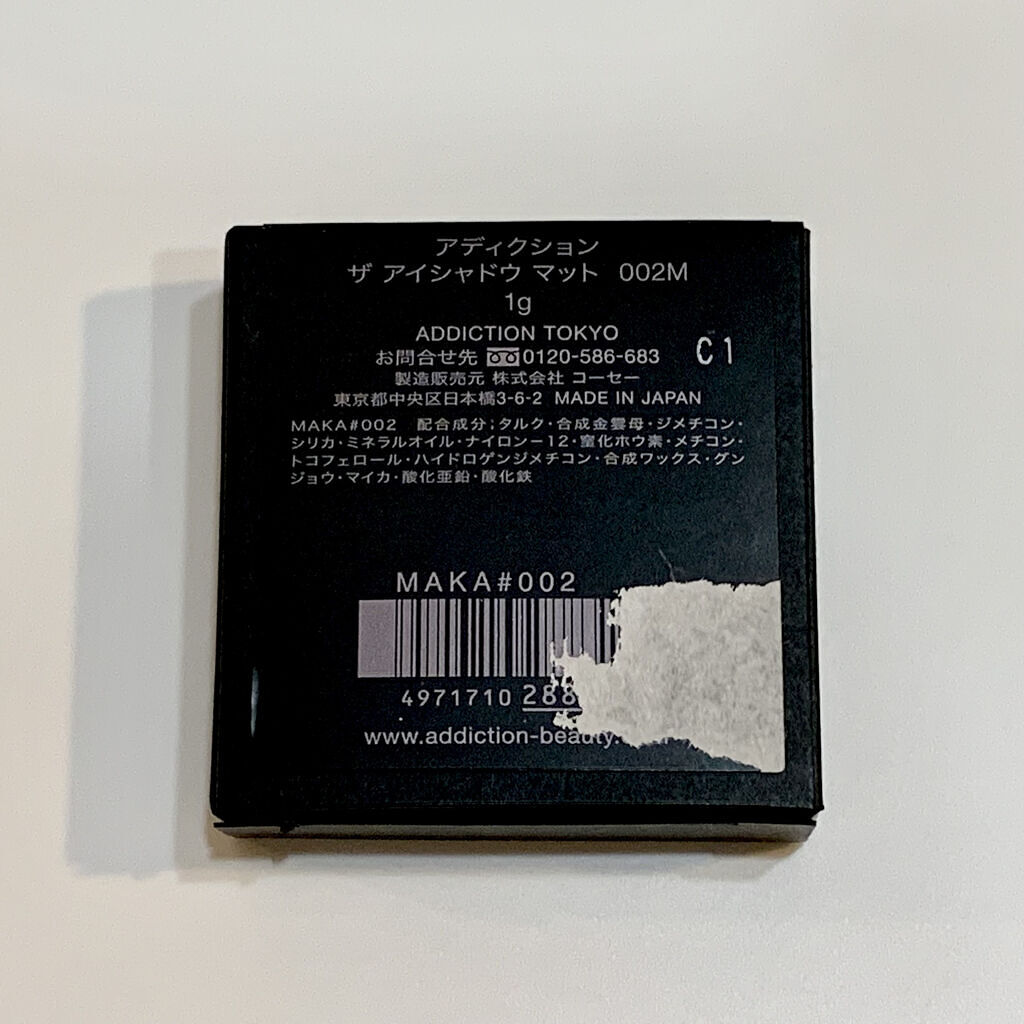 アディクション
ザ アイシャドウ マット 002M
1g
ADDICTION TOKYO
お問合せ先 0120-586-683
C1
製造販売元 株式会社 コーセー
東京都中央区日本橋3-6-2 MADE IN JAPAN
MAKA#002 配合成分:タルク・合成金雲母・ジメチコン・
シリカ・ミネラルオイル・ナイロンー12・窒化ホウ素・メチコン・
トコフェロール・ハイドロゲンジメチコン・合成ワックス・グン
ジョウ・マイカ・酸化亜鉛・酸化鉄
MAKA#002
4971710 288
www.addiction-beauty.